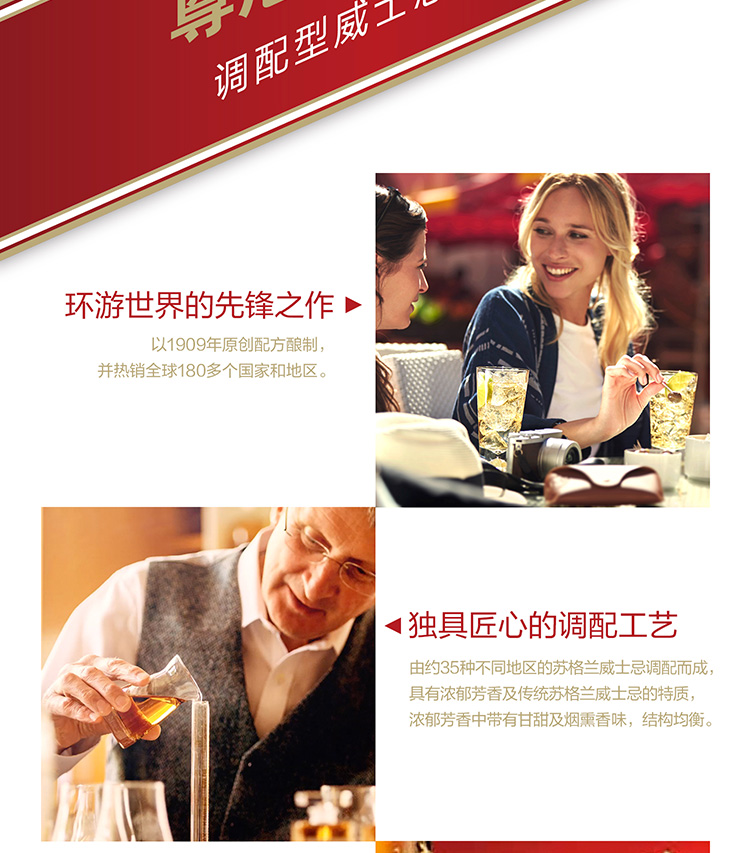 调配型威士忌
环游世界的先锋之作
以1909年原创配方酿制，
并热销全球180多个国家和地区。
独具匠心的调配工艺
由约35种不同地区的苏格兰威士忌调配而成，
具有浓郁芳香及传统苏格兰威士忌的特质，
浓郁芳香中带有甘甜及烟熏香味，结构均衡。